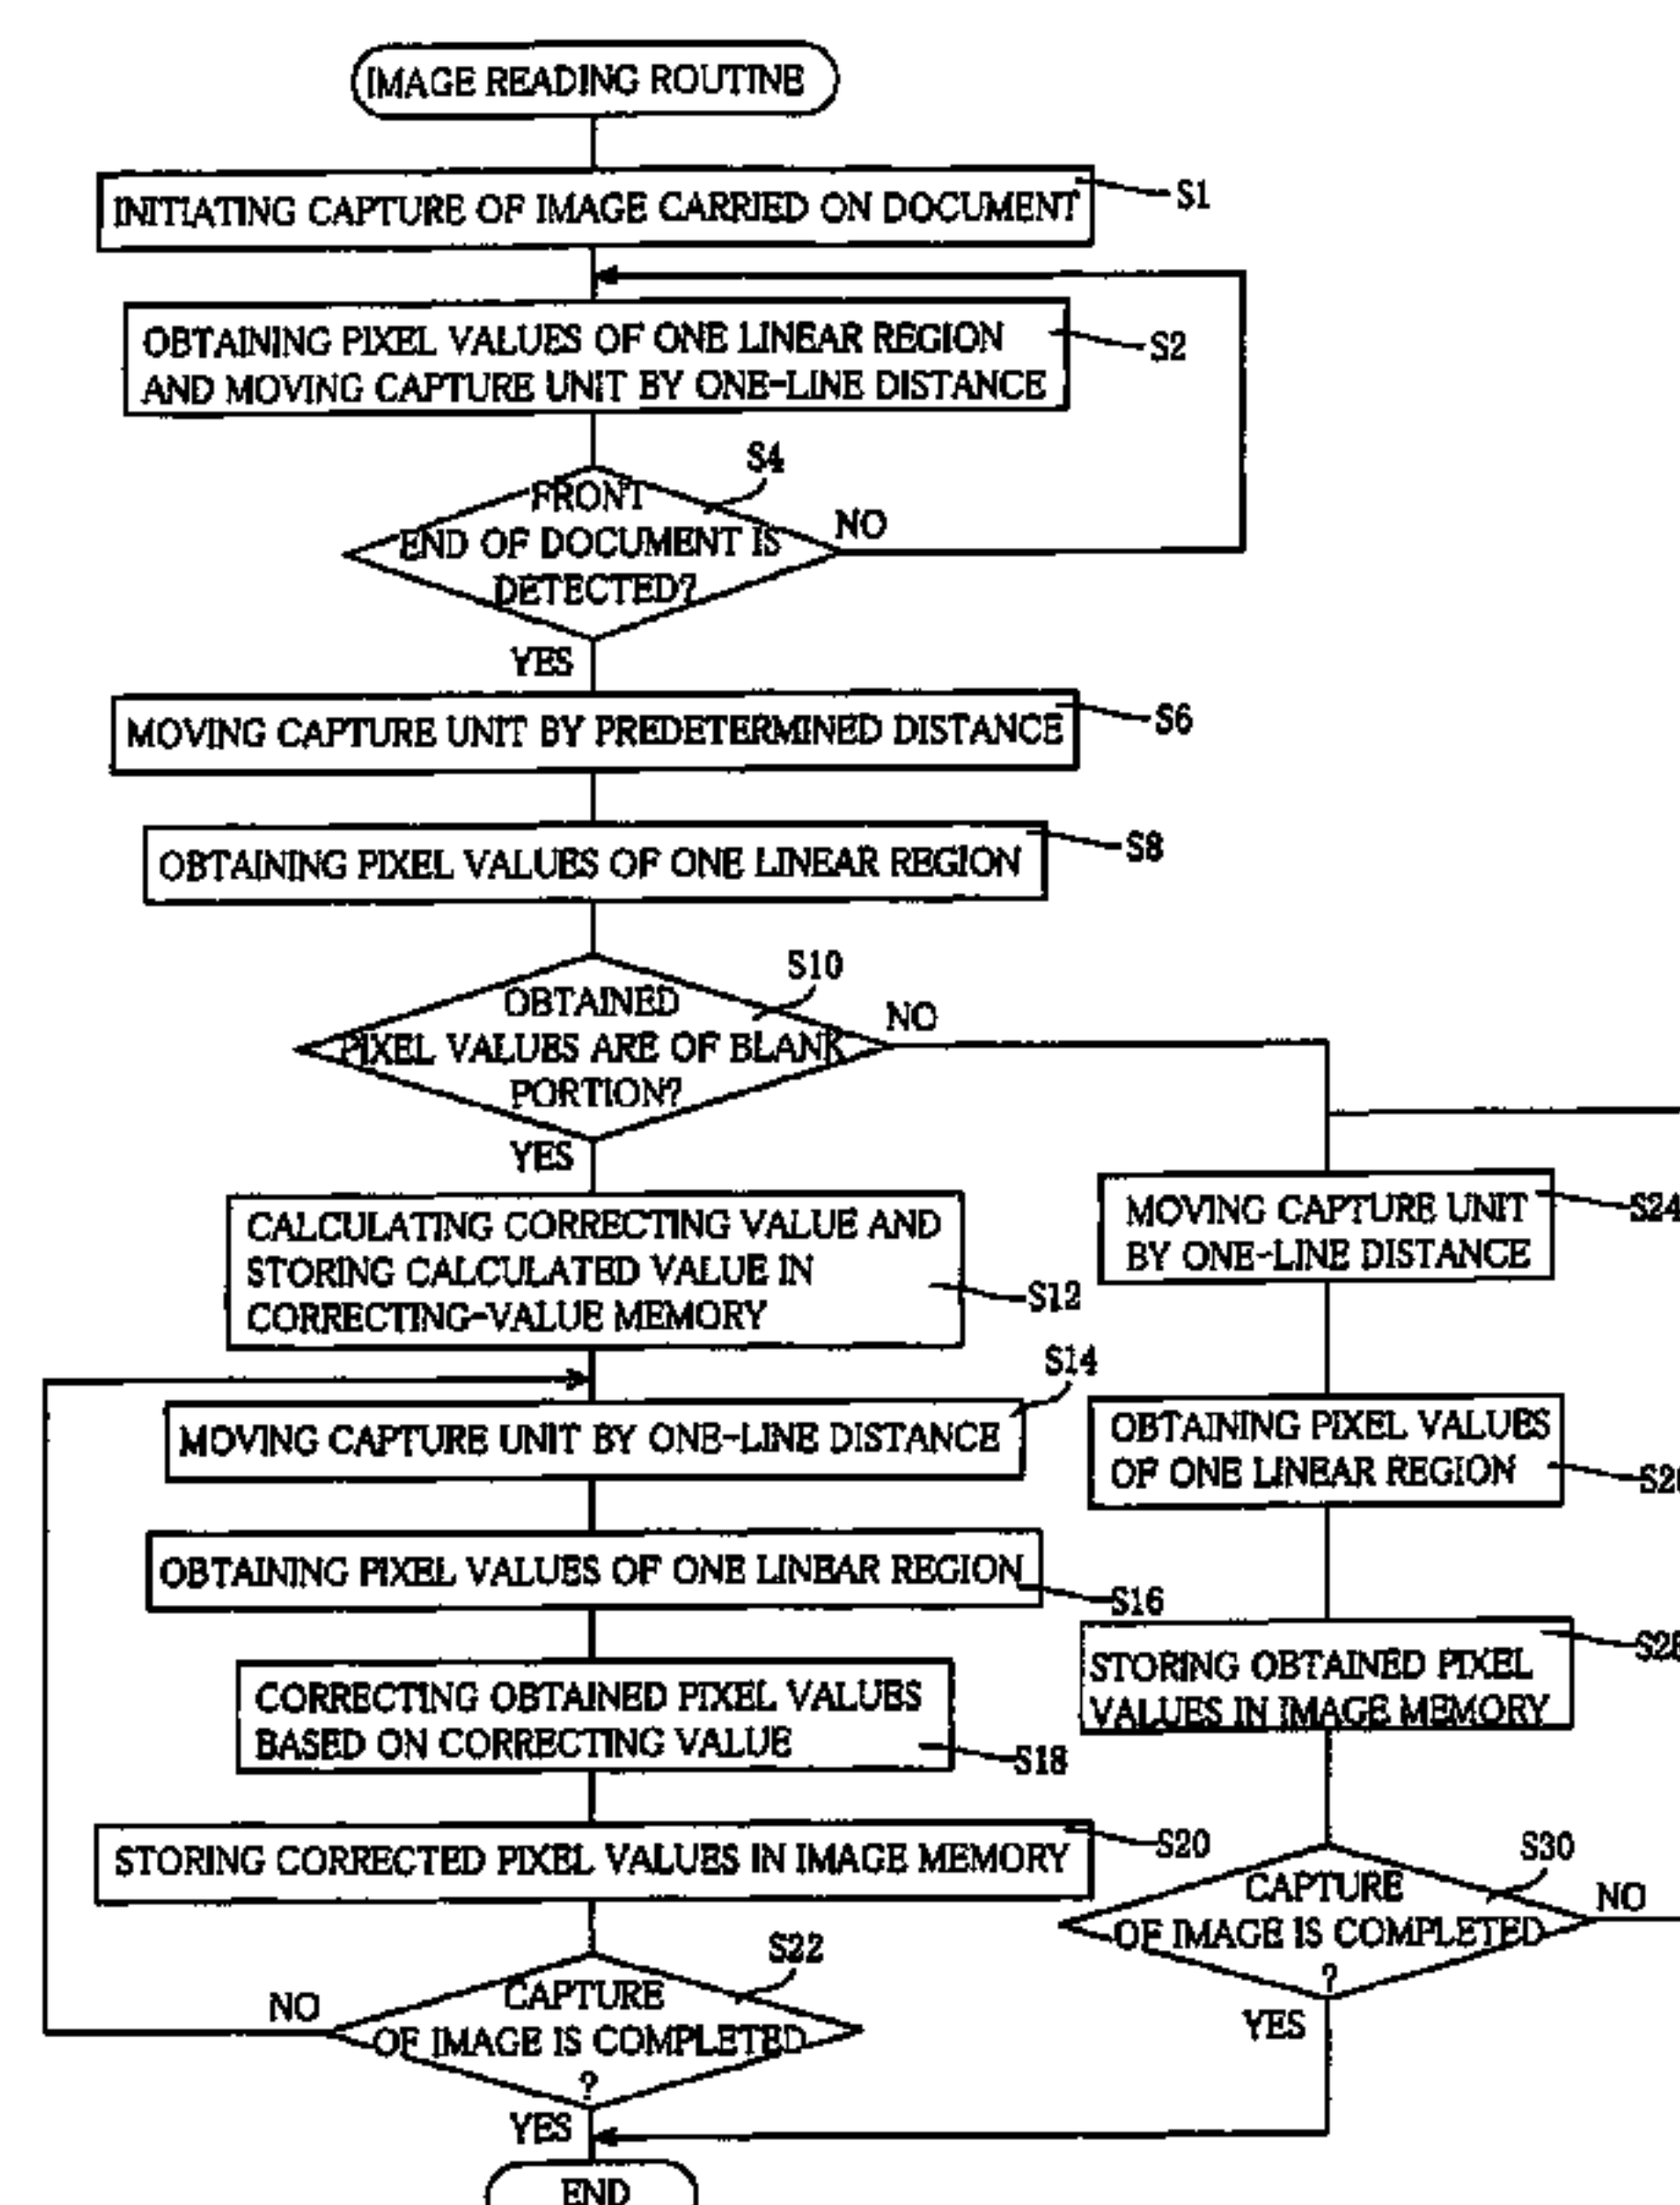 IMAGE READING ROUTINE
INITIATING CAPTURE OF IMAGE CARRIED ON DOCUMENT
S1
OBTAINING PIXEL VALUES OF ONE LINEAR REGION
AND MOVING CAPTURE UNIT BY ONE-LINE DISTANCE
S2
S4
FRONT
END OF DOCUMENT IS
DETECTED?
NO
YES
MOVING CAPTURE UNIT BY PREDETERMINED DISTANCE
S6
OBTAINING PIXEL VALUES OF ONE LINEAR REGION
S8
S10
OBTAINED
PIXEL VALUES ARE OF BLANK
PORTION?
NO
YES
CALCULATING CORRECTING VALUE AND
STORING CALCULATED VALUE IN
CORRECTING-VALUE MEMORY
S12
S14
MOVING CAPTURE UNIT BY ONE-LINE DISTANCE
OBTAINING PIXEL VALUES OF ONE LINEAR REGION
S16
CORRECTING OBTAINED PIXEL VALUES
BASED ON CORRECTING VALUE
S18
STORING CORRECTED PIXEL VALUES IN IMAGE MEMORY
S20
S22
CAPTURE
OF IMAGE IS COMPLETED
?
NO
YES
MOVING CAPTURE UNIT
BY ONE-LINE DISTANCE
S24
OBTAINING PIXEL VALUES
OF ONE LINEAR REGION
STORING OBTAINED PIXEL
VALUES IN IMAGE MEMORY
S30
CAPTURE
OF IMAGE IS COMPLETED
?
NO
YES
END